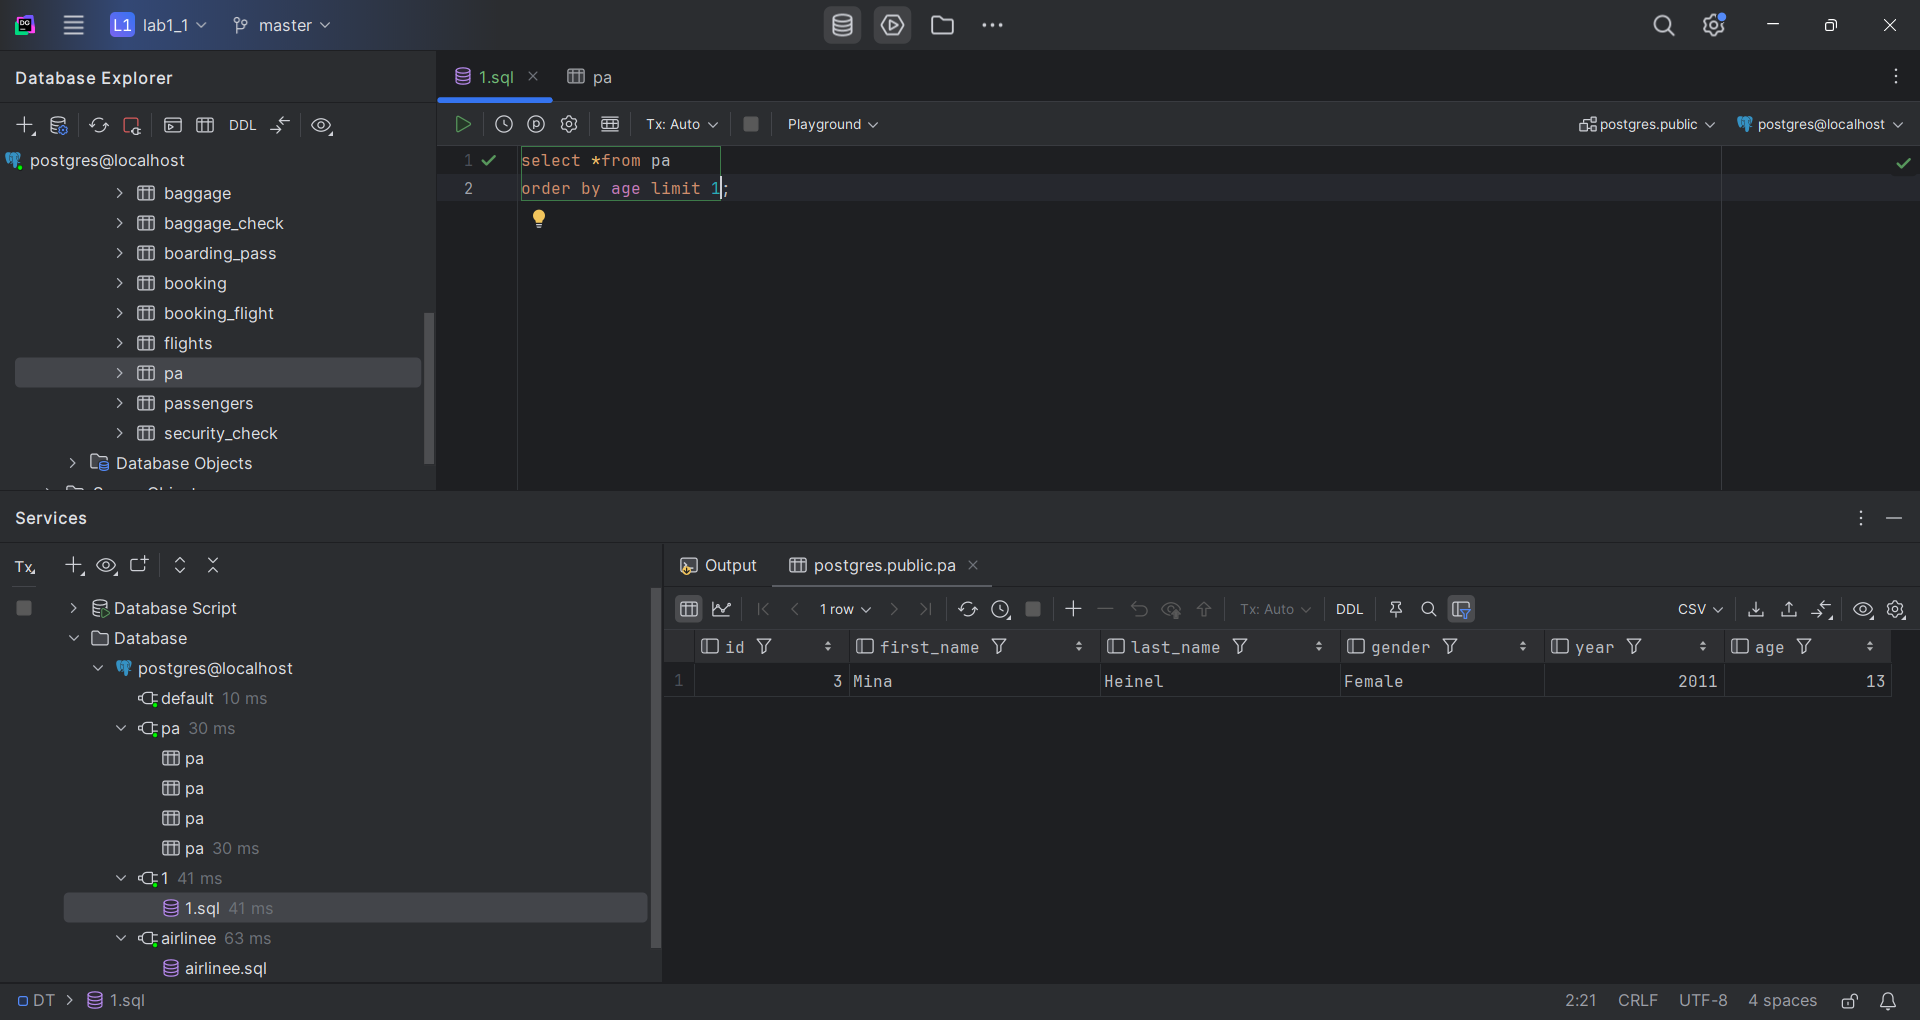 L1 lab1_1 master
Database Explorer
1.sql pa
DDL
Tx: Auto Playground postgres.public postgres@localhost
postgres@localhost
baggage
baggage_check
boarding_pass
booking
booking_flight
flights
pa
passengers
security_check
Database Objects
1 select *from pa
2 order by age limit 1;
Services
Tx
Database Script
Database
postgres@localhost
default 10 ms
pa 30 ms
pa
pa
pa
pa 30 ms
1 41 ms
1.sql 41 ms
airlinee 63 ms
airlinee.sql
Output postgres.public.pa
1 row Tx: Auto DDL CSV
id first_name last_name gender year age
1 3 Mina Heinel Female 2011 13
DT 1.sql
2:21 CRLF UTF-8 4 spaces